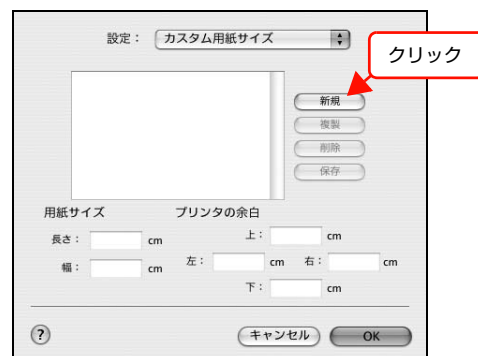 設定： カスタム用紙サイズ
クリック
新規
複製
削除
保存
用紙サイズ プリンタの余白
長さ： cm 上： cm
幅： cm 左： cm 右： cm
下： cm
? キャンセル OK